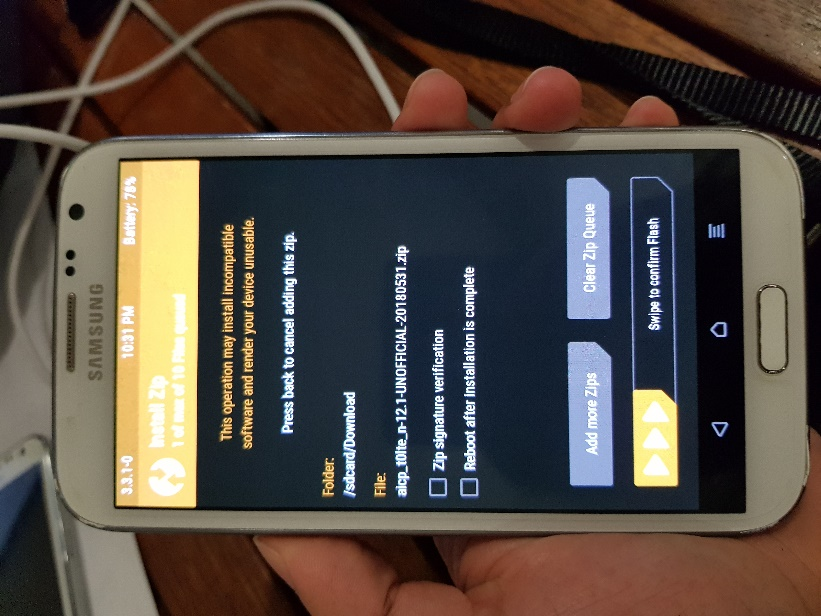 SAMSUNG
3.3.1-0
10:31 PM
Battery: 78%
Install Zip
1 of max of 10 Files queued
This operation may install incompatible
software and render your device unusable.
Press back to cancel adding this zip.
Folder:
/sdcard/Download
File:
aicp_t0lte_n-12.1-UNOFFICIAL-20180531.zip
Zip signature verification
Reboot after installation is complete
Add more Zips
Clear Zip Queue
Swipe to confirm Flash